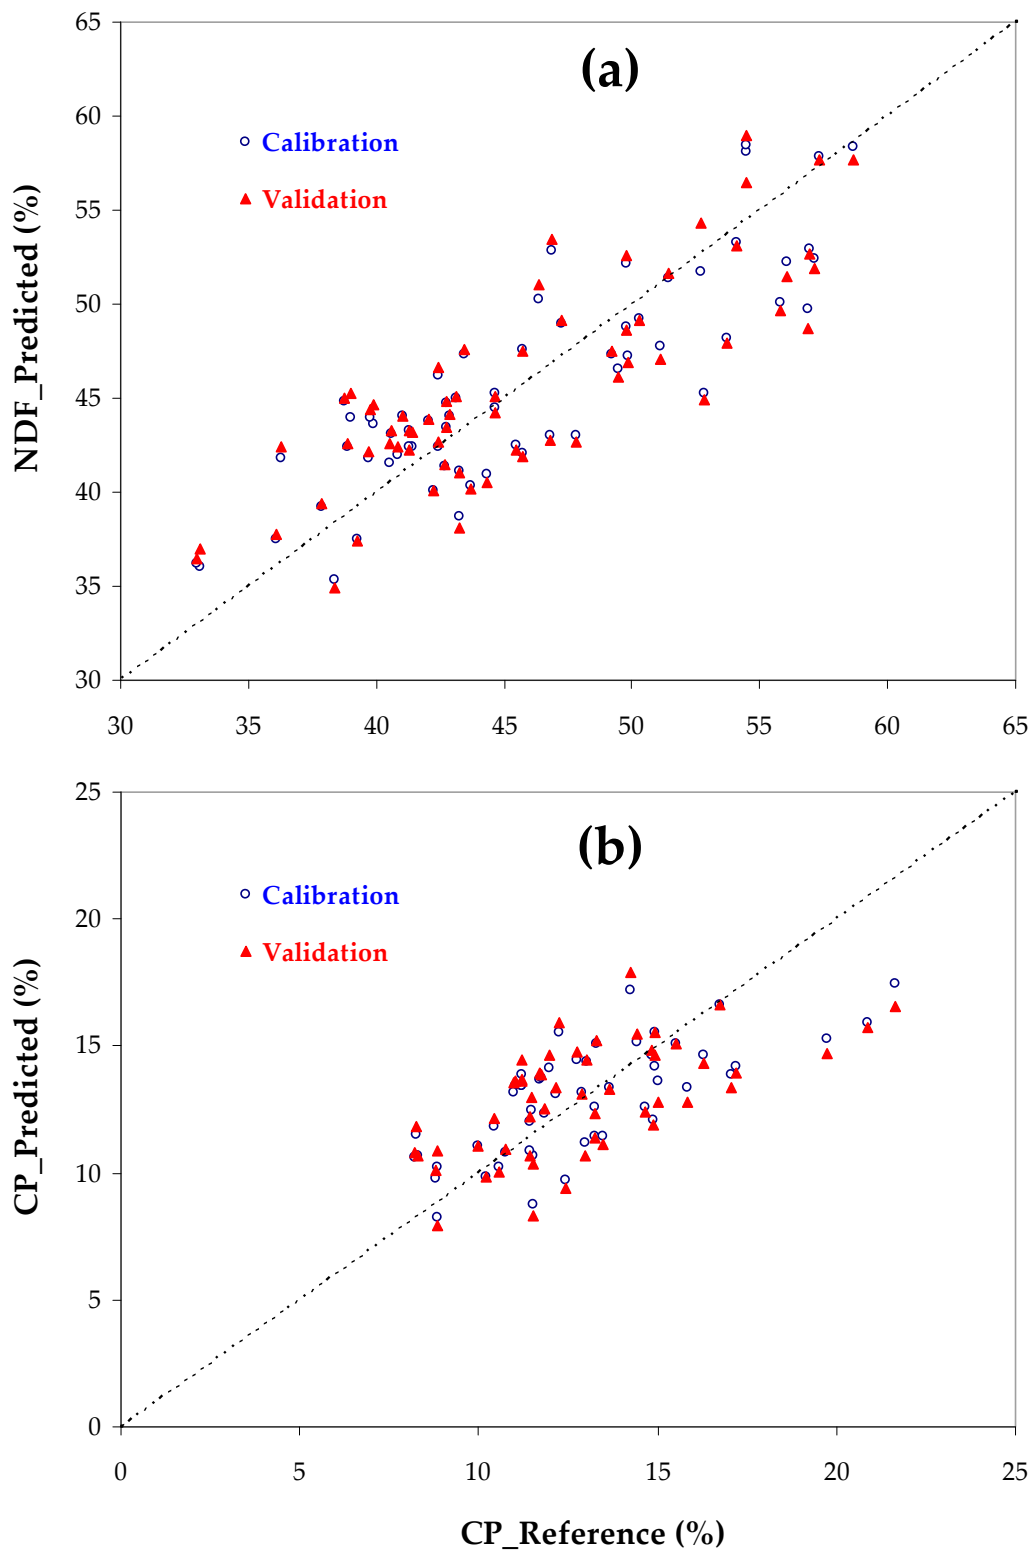 65
(a)
60
Calibration
Validation
55
50
45
40
35
30
NDF_Predicted (%)
30 35 40 45 50 55 60 65
25
(b)
Calibration
20
Validation
15
10
5
0
CP_Predicted (%)
0 5 10 15 20 25
CP_Reference (%)